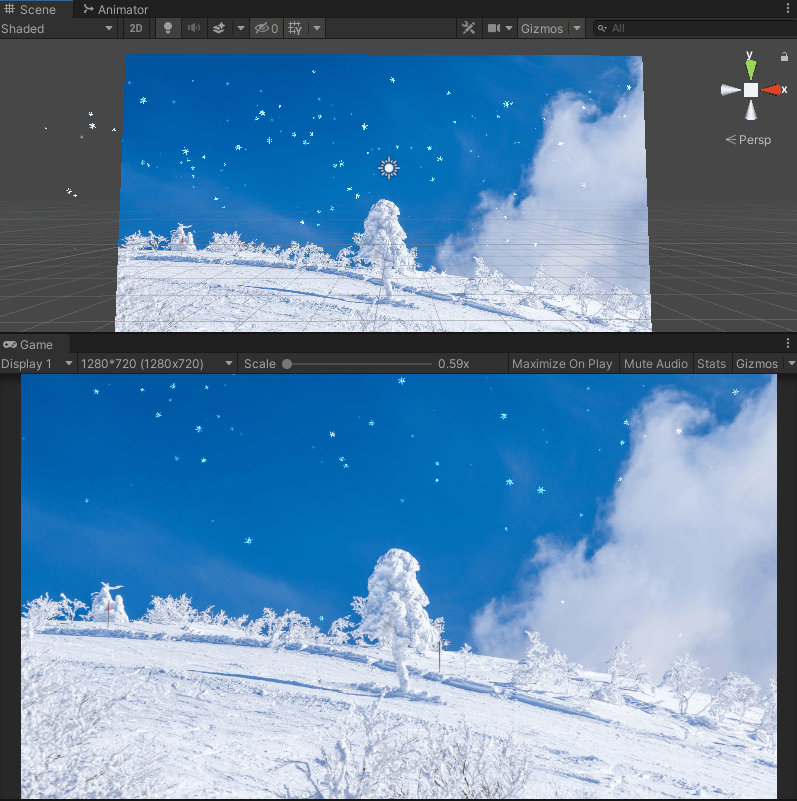 Scene Animator
Shaded 2D 0 Gizmos All
y
x
Persp
Game
Display 1 1280*720 (1280x720) Scale 0.59x Maximize On Play Mute Audio Stats Gizmos